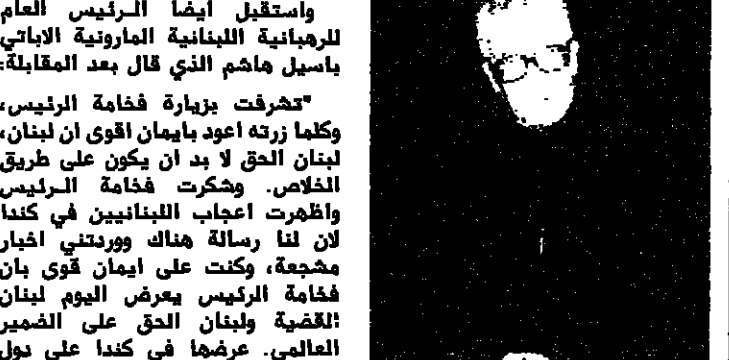 واستقبل ايضا الـرئيس العام
للرهبانية اللبنانية المارونية الاباتي
باسيل هاشم الذي قال بعد المقابلة:
"تشرفت بزيارة فخامة الرئيس،
وكلما زرته اعود بايمان اقوى ان لبنان،
لبنان الحق لا بد ان يكون على طريق
الخلاص. وشكرت فخامة الـرئيس
واظهرت اعجاب اللبنانيين في كندا
لان لنا رسالة هناك ووردتني اخبار
مشجعة، وكنت على ايمان قوي بان
فخامة الرئيس يعرض اليوم لبنان
القضية ولبنان الحق على الضمير
العالمي. عرضها في كندا على دول